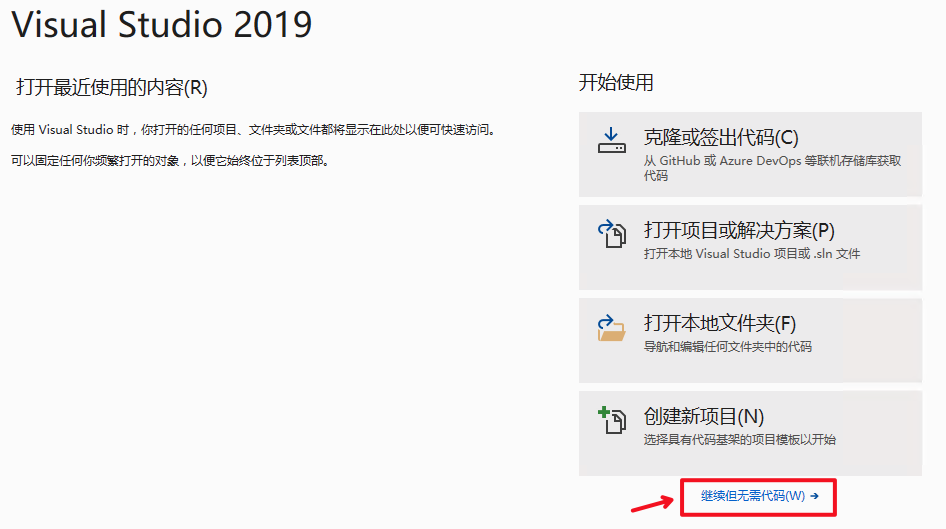 Visual Studio 2019
打开最近使用的内容(R)
使用 Visual Studio 时，你打开的任何项目、文件夹或文件都将显示在此处以便可快速访问。
可以固定任何你频繁打开的对象，以便它始终位于列表顶部。
开始使用
克隆或签出代码(C)
从 GitHub 或 Azure DevOps 等联机存储库获取
代码
打开项目或解决方案(P)
打开本地 Visual Studio 项目或 .sln 文件
打开本地文件夹(F)
导航和编辑任何文件夹中的代码
创建新项目(N)
选择具有代码基架的项目模板以开始
继续但无需代码(W) →